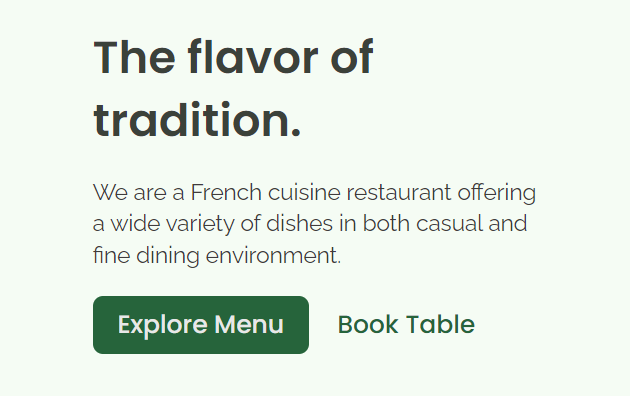 The flavor of
tradition.
We are a French cuisine restaurant offering
a wide variety of dishes in both casual and
fine dining environment.
Explore Menu
Book Table